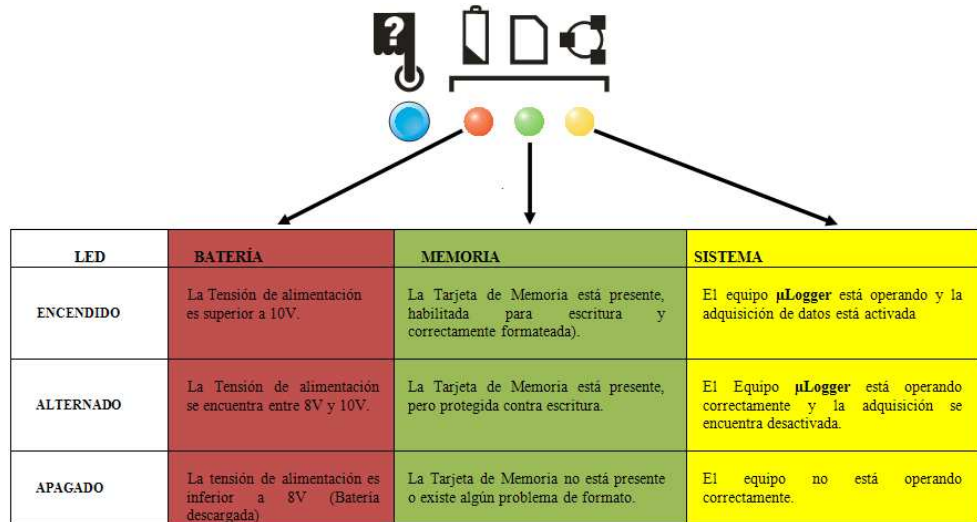 ?
LED BATERÍA MEMORIA SISTEMA
ENCENDIDO
La Tensión de alimentación
es superior a 10V.
La Tarjeta de Memoria está presente,
habilitada para escritura y
correctamente formateada).
El equipo µLogger está operando y la
adquisición de datos está activada
ALTERNADO
La Tensión de alimentación
se encuentra entre 8V y 10V.
La Tarjeta de Memoria está presente,
pero protegida contra escritura.
El Equipo µLogger está operando
correctamente y la adquisición se
encuentra desactivada.
APAGADO
La tensión de alimentación es
inferior a 8V (Batería
descargada)
La Tarjeta de Memoria no está presente
o existe algún problema de formato.
El equipo no está operando
correctamente.